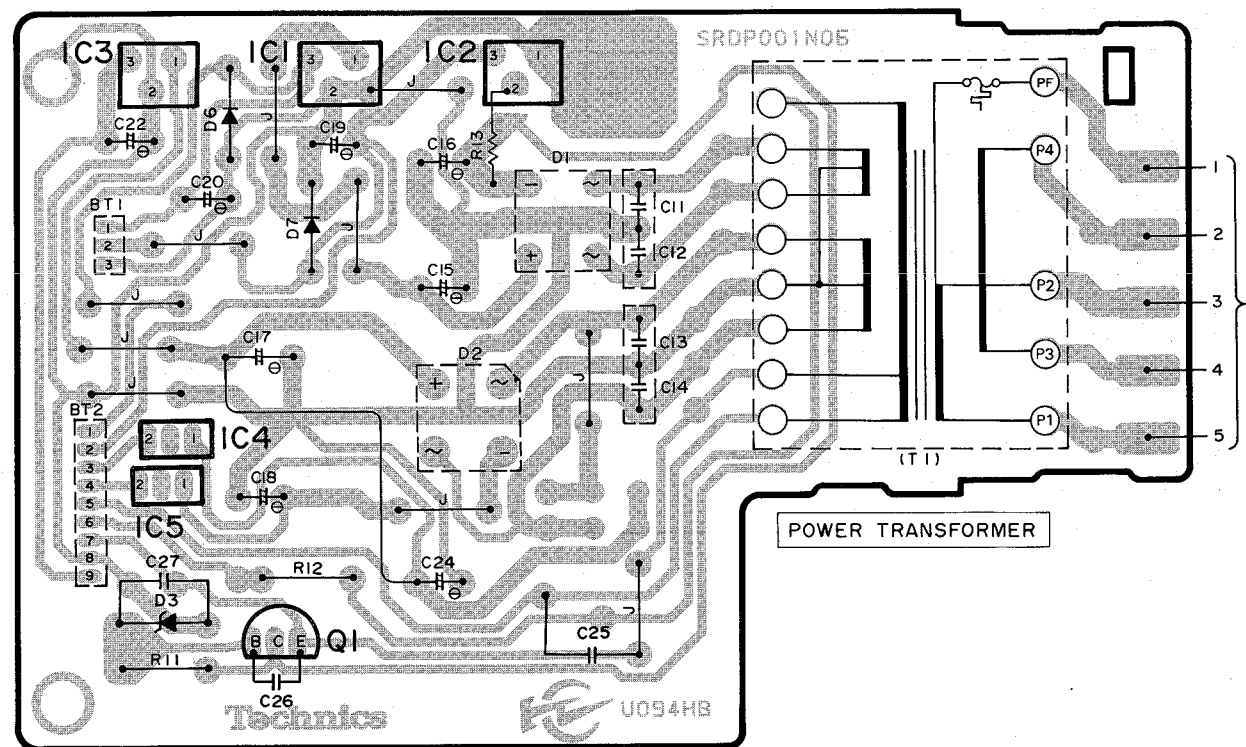 IC3
3
1
2
IC1
3
1
2
IC2
3
1
2
SRDP001N06
J
C22
D6
J
C19
C16
R13
D1
−
~
+
~
C11
C12
PF
P4
P2
P3
P1
1
2
3
4
5
C20
BT1
1
2
3
J
D7
J
C15
J
J
C17
J
D2
+
~
~
−
C13
C14
J
BT2
1
2
3
4
5
6
7
8
9
2
1
IC4
2
1
IC5
C18
J
(T1)
POWER TRANSFORMER
C27
D3
R12
C24
B
C
E
Q1
C25
J
R11
C26
Technics
U094HB